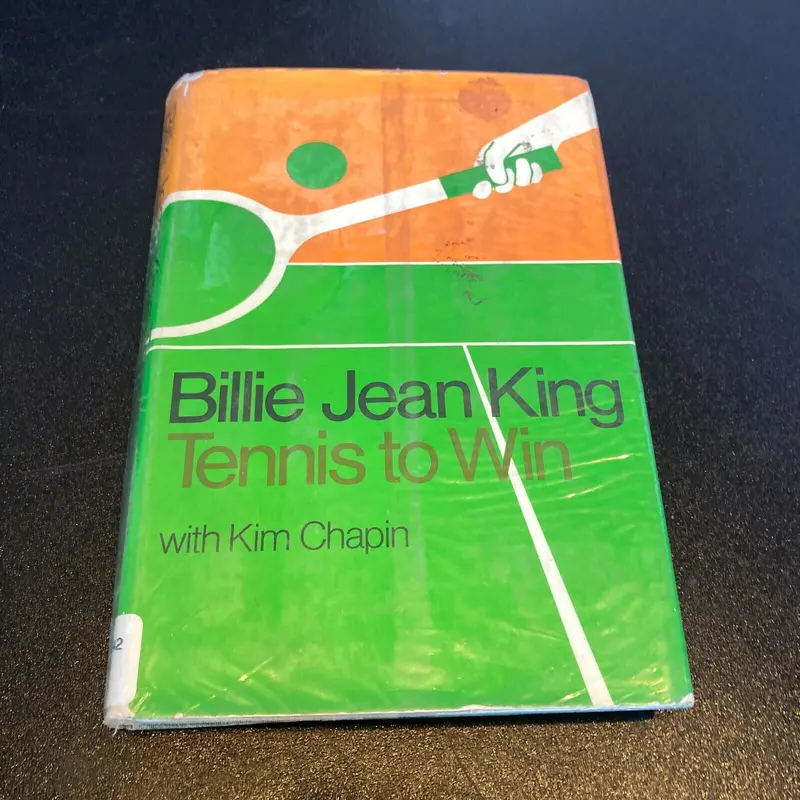 Billie Jean King
Tennis to Win
with Kim Chapin